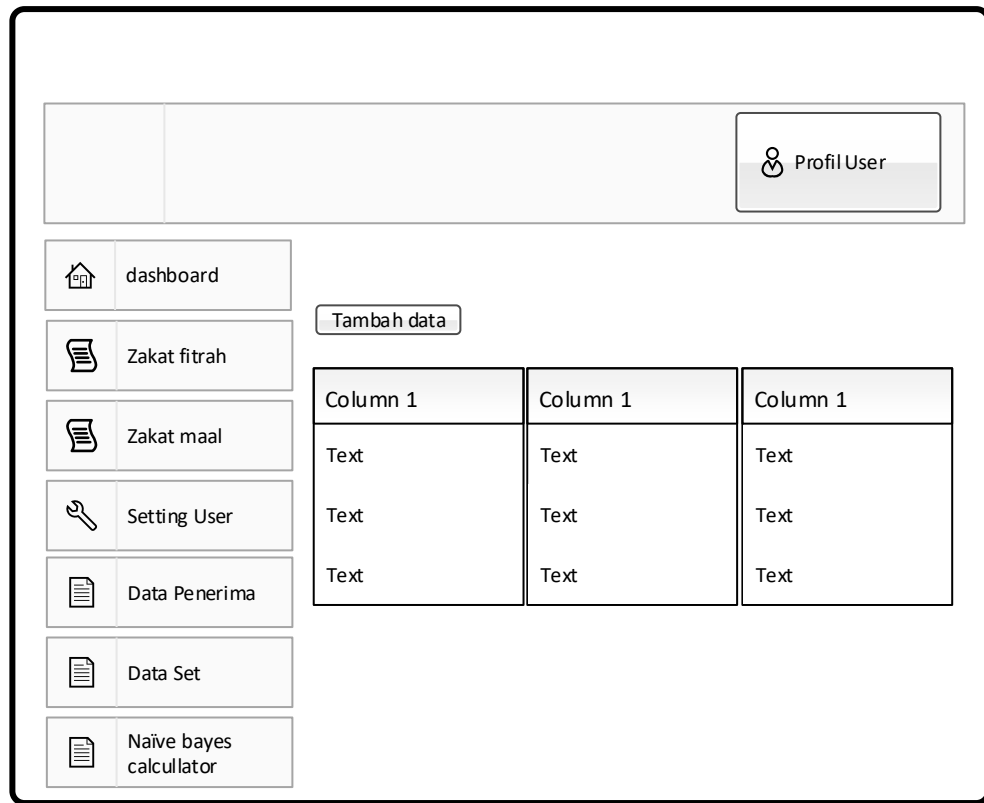 Profil User
dashboard
Zakat fitrah
Zakat maal
Setting User
Data Penerima
Data Set
Naïve bayes
calcullator
Tambah data
Column 1 Column 1 Column 1
Text Text Text
Text Text Text
Text Text Text